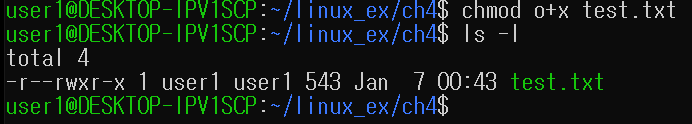 user1@DESKTOP-IPV1SCP:~/linux_ex/ch4$ chmod o+x test.txt
user1@DESKTOP-IPV1SCP:~/linux_ex/ch4$ ls -l
total 4
-r--rwxr-x 1 user1 user1 543 Jan  7 00:43 test.txt
user1@DESKTOP-IPV1SCP:~/linux_ex/ch4$